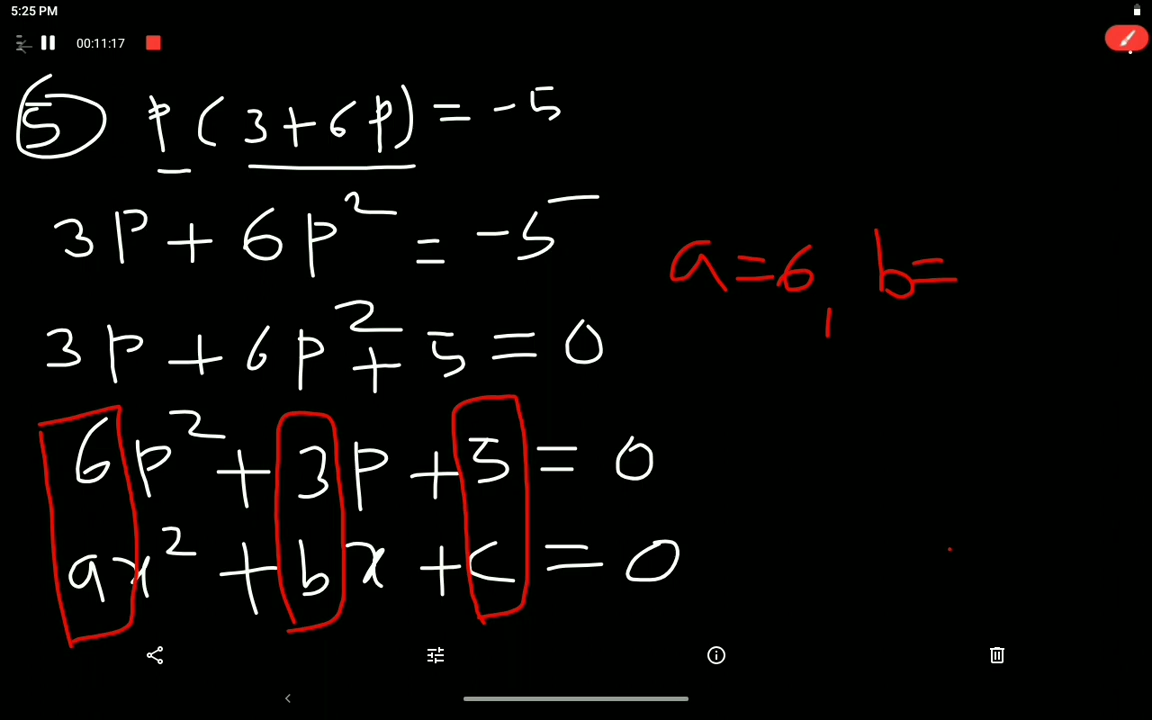 5:25 PM
00:11:17
5 p(3+6p) = -5
3p + 6p² = -5
a=6, b=
3p + 6p² + 5 = 0
6p² + 3p + 5 = 0
ax² + bx + c = 0